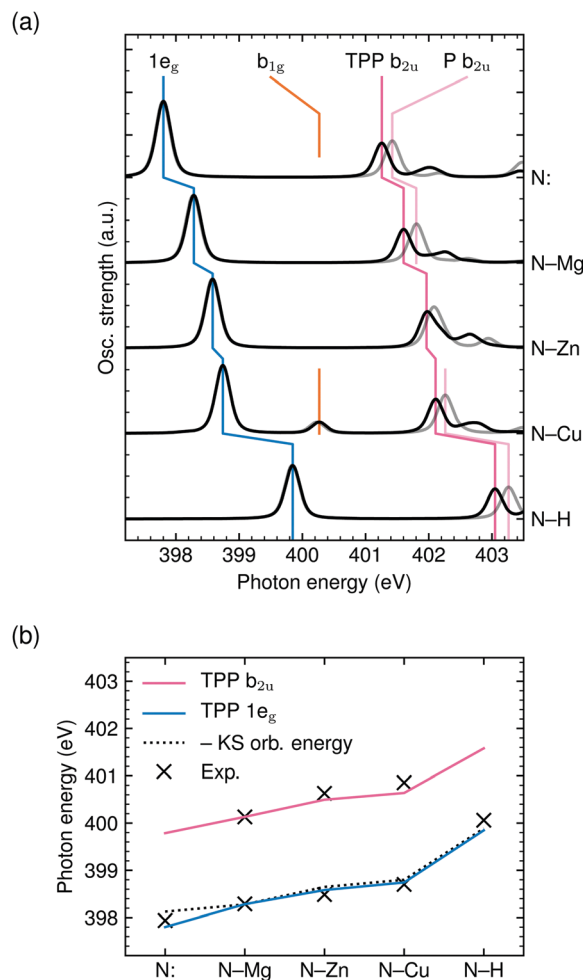 (a)
1eg b1g TPP b2u P b2u
N:
N–Mg
N–Zn
N–Cu
N–H
Osc. strength (a.u.)
398 399 400 401 402 403
Photon energy (eV)
(b)
403
402
401
400
399
398
Photon energy (eV)
TPP b2u
TPP 1eg
– KS orb. energy
Exp.
N: N–Mg N–Zn N–Cu N–H